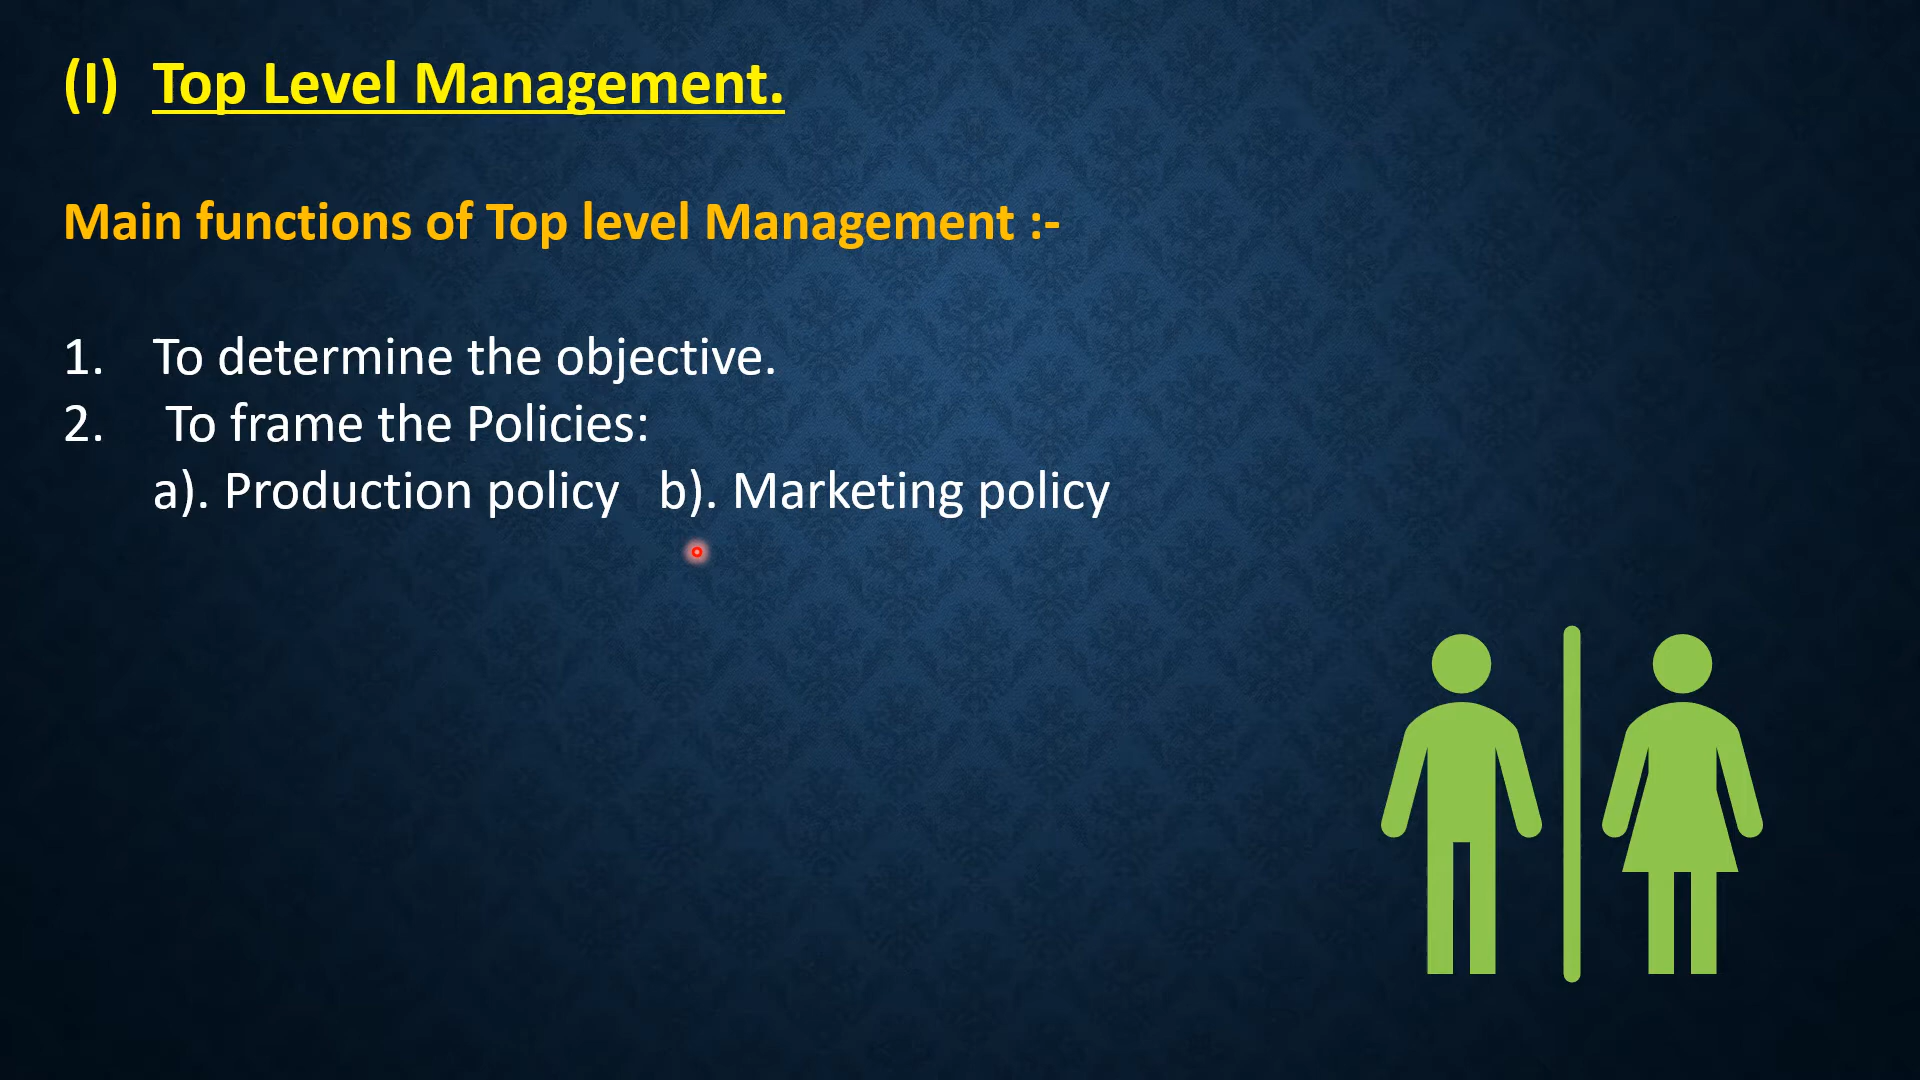 (I) Top Level Management.
Main functions of Top level Management :-
1. To determine the objective.
2. To frame the Policies:
a). Production policy b). Marketing policy